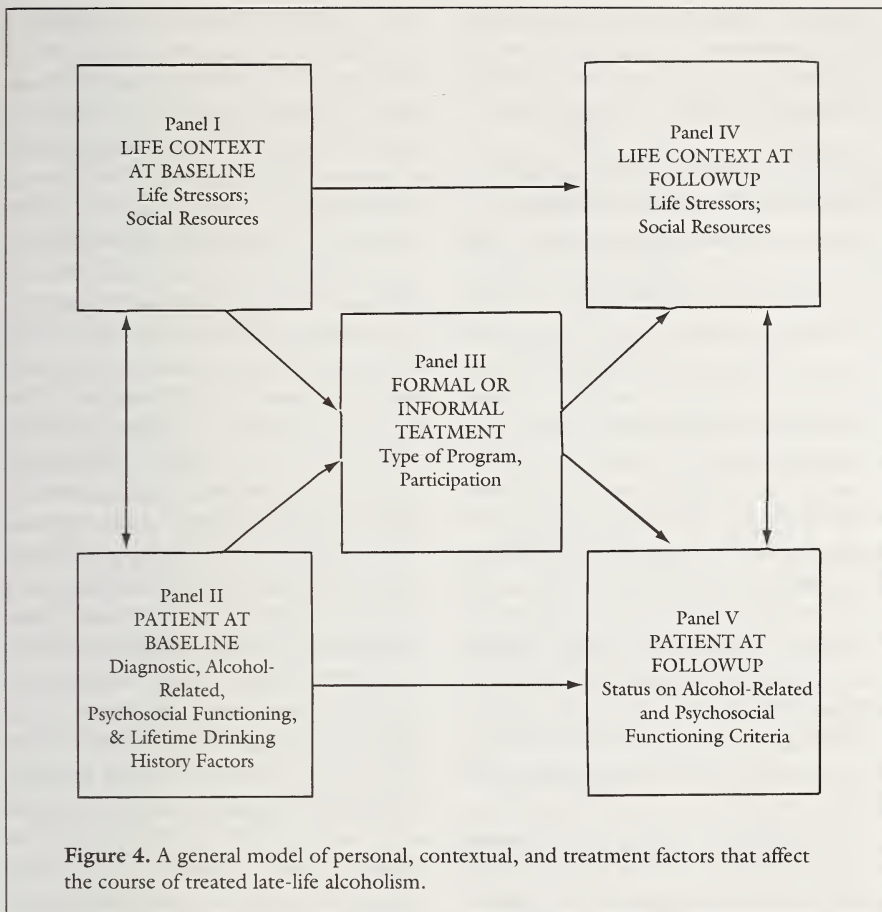 Panel I
LIFE CONTEXT
AT BASELINE
Life Stressors;
Social Resources
Panel IV
LIFE CONTEXT AT
FOLLOWUP
Life Stressors;
Social Resources
Panel III
FORMAL OR
INFORMAL
TEATMENT
Type of Program,
Participation
Panel II
PATIENT AT
BASELINE
Diagnostic, Alcohol-
Related,
Psychosocial Functioning,
& Lifetime Drinking
History Factors
Panel V
PATIENT AT
FOLLOWUP
Status on Alcohol-Related
and Psychosocial
Functioning Criteria
Figure 4. A general model of personal, contextual, and treatment factors that affect
the course of treated late-life alcoholism.